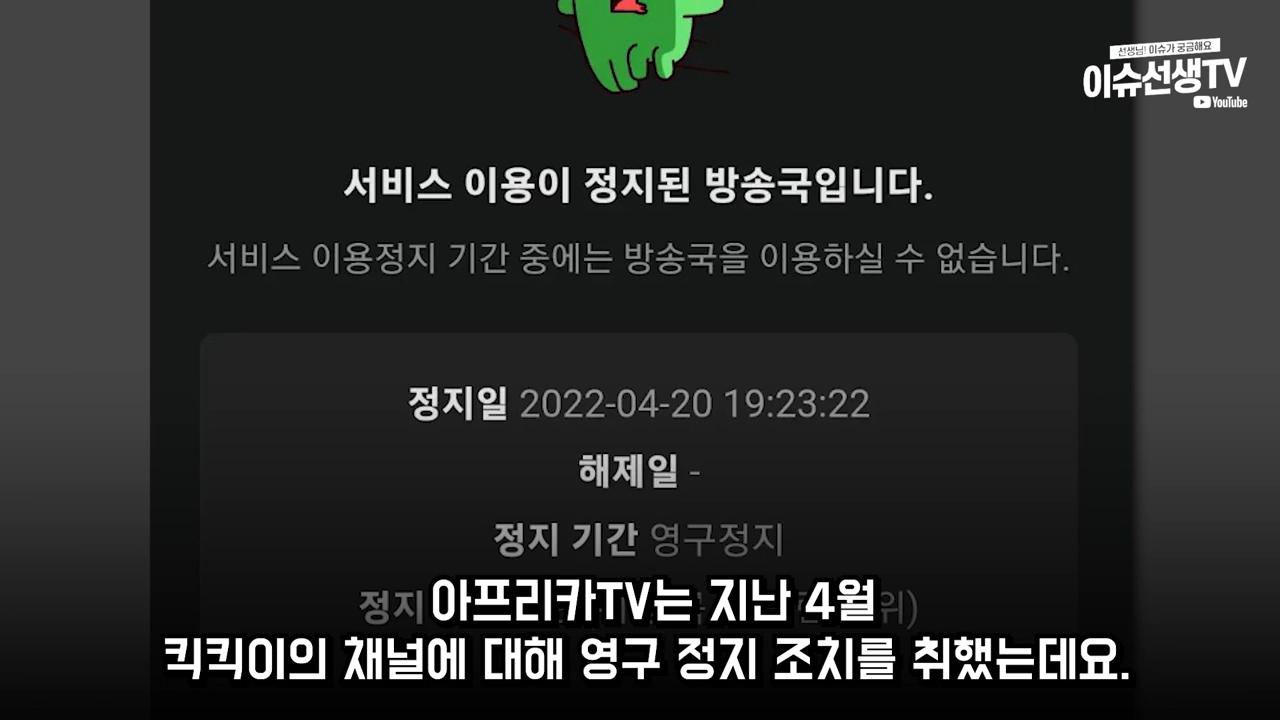 선생님! 이슈가 궁금해요
이슈선생TV
YouTube
서비스 이용이 정지된 방송국입니다.
서비스 이용정지 기간 중에는 방송국을 이용하실 수 없습니다.
정지일 2022-04-20 19:23:22
해제일 -
정지 기간 영구정지
정지
아프리카TV는 지난 4월
킥킥이의 채널에 대해 영구 정지 조치를 취했는데요.